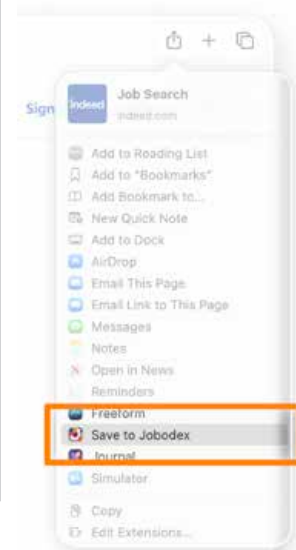 Sign
Indeed
Job Search
indeed.com
Add to Reading List
Add to "Bookmarks"
Add Bookmark to...
New Quick Note
Add to Dock
AirDrop
Email This Page
Email Link to This Page
Messages
Notes
Open in News
Reminders
Freeform
Save to Jobodex
Journal
Simulator
Copy
Edit Extensions...